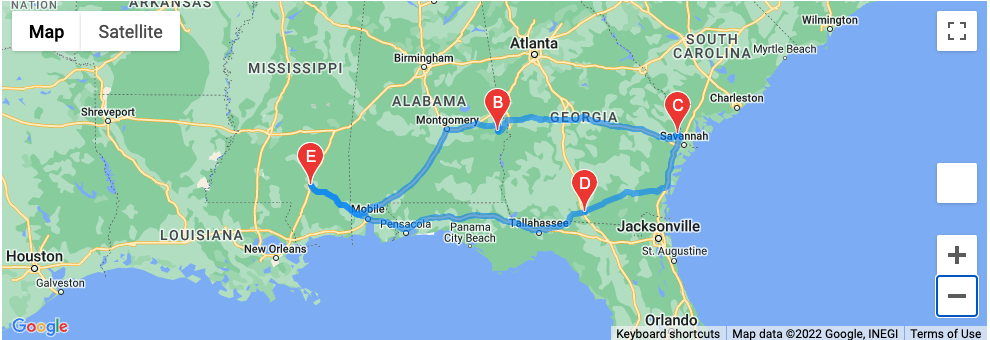 NATION
ARKANSAS
Map
Satellite
Wilmington
Atlanta
SOUTH
CAROLINA
Myrtle Beach
Birmingham
MISSISSIPPI
B
C
ALABAMA
Charleston
Shreveport
Montgomery
GEORGIA
Savannah
E
D
Mobile
Pensacola
Tallahassee
Jacksonville
Panama
City Beach
LOUISIANA
New Orleans
St. Augustine
Houston
Galveston
Orlando
Google
Keyboard shortcuts
Map data ©2022 Google, INEGI
Terms of Use